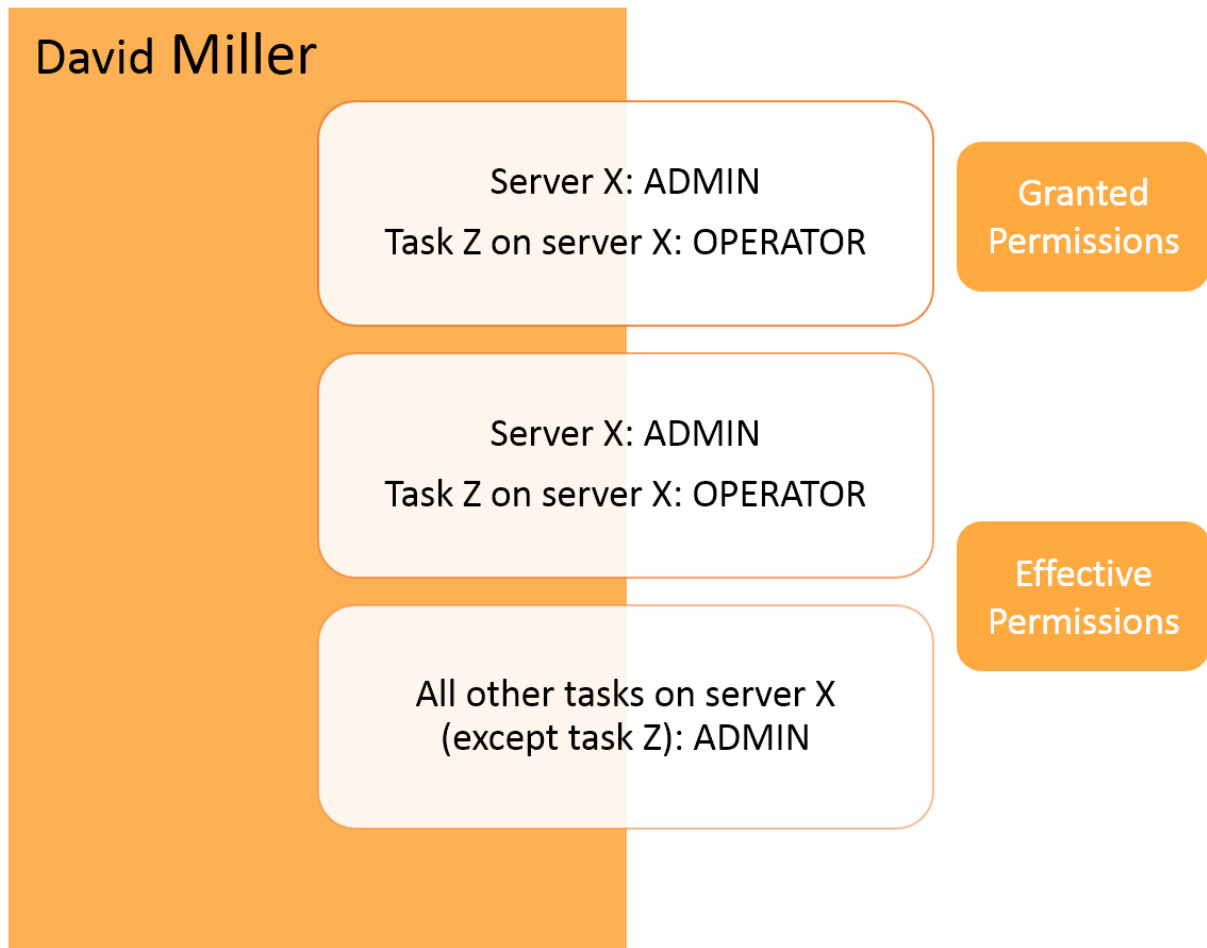 David Miller
Server X: ADMIN
Task Z on server X: OPERATOR
Granted
Permissions
Server X: ADMIN
Task Z on server X: OPERATOR
Effective
Permissions
All other tasks on server X
(except task Z): ADMIN